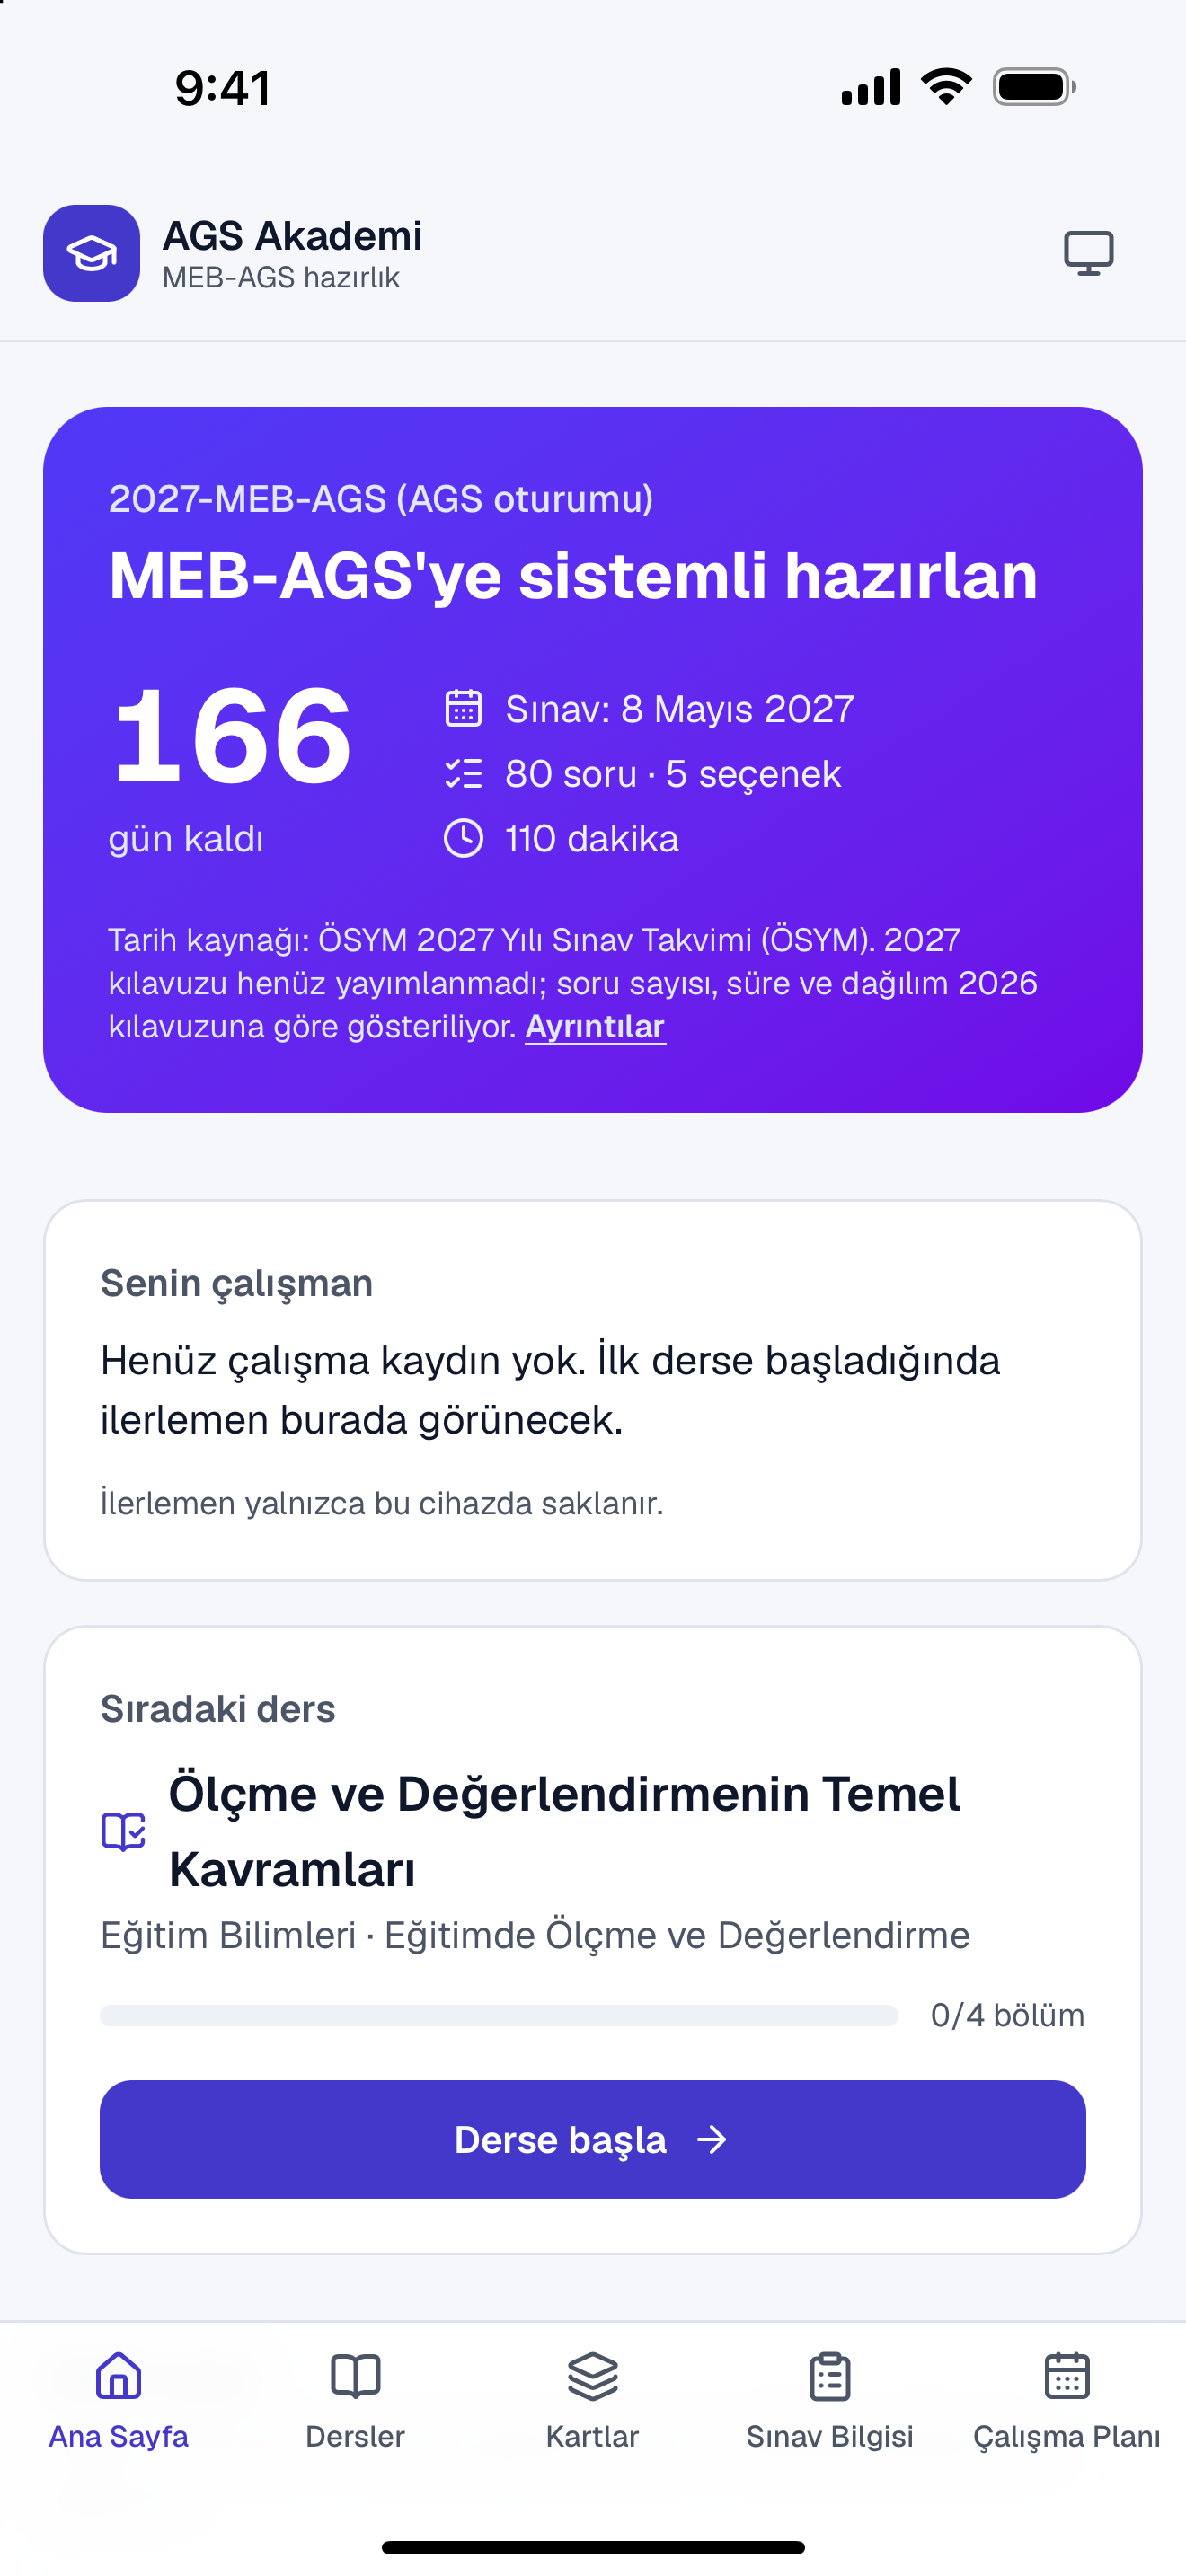 9:41
AGS Akademi
MEB-AGS hazırlık
2027-MEB-AGS (AGS oturumu)
MEB-AGS'ye sistemli hazırlan
166
gün kaldı
Sınav: 8 Mayıs 2027
80 soru · 5 seçenek
110 dakika
Tarih kaynağı: ÖSYM 2027 Yılı Sınav Takvimi (ÖSYM). 2027
kılavuzu henüz yayımlanmadı; soru sayısı, süre ve dağılım 2026
kılavuzuna göre gösteriliyor. Ayrıntılar
Senin çalışman
Henüz çalışma kaydın yok. İlk derse başladığında
ilerlemen burada görünecek.
İlerlemen yalnızca bu cihazda saklanır.
Sıradaki ders
Ölçme ve Değerlendirmenin Temel
Kavramları
Eğitim Bilimleri · Eğitimde Ölçme ve Değerlendirme
0/4 bölüm
Derse başla
Ana Sayfa
Dersler
Kartlar
Sınav Bilgisi
Çalışma Planı